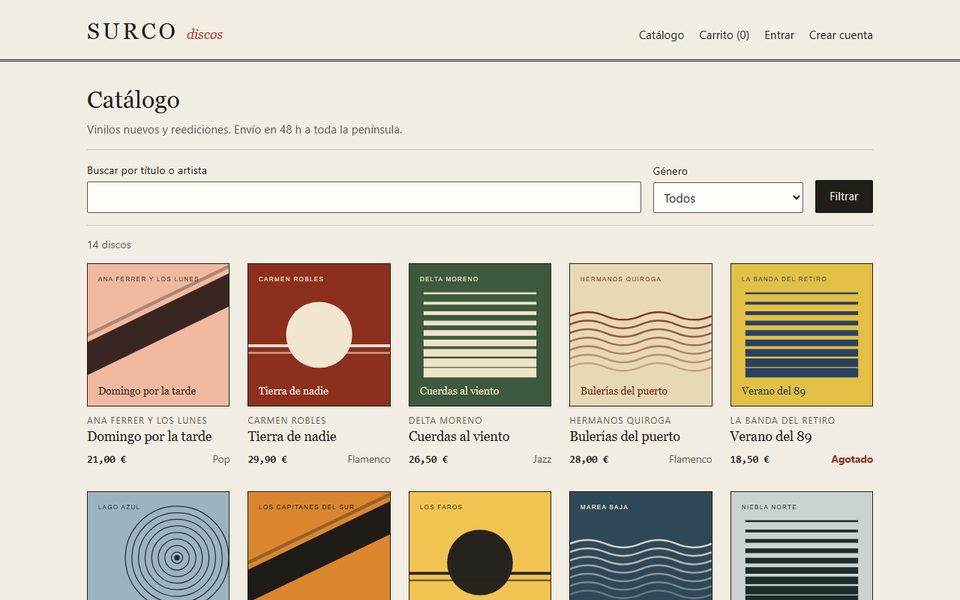 SURCO discos
Catálogo Carrito (0) Entrar Crear cuenta
Catálogo
Vinilos nuevos y reediciones. Envío en 48 h a toda la península.
Buscar por título o artista
Género
Todos
Filtrar
14 discos
ANA FERRER Y LOS LUNES
Domingo por la tarde
CARMEN ROBLES
Tierra de nadie
DELTA MORENO
Cuerdas al viento
HERMANOS QUIROGA
Bulerías del puerto
LA BANDA DEL RETIRO
Verano del 89
ANA FERRER Y LOS LUNES
Domingo por la tarde
21,00 € Pop
CARMEN ROBLES
Tierra de nadie
29,90 € Flamenco
DELTA MORENO
Cuerdas al viento
26,50 € Jazz
HERMANOS QUIROGA
Bulerías del puerto
28,00 € Flamenco
LA BANDA DEL RETIRO
Verano del 89
18,50 € Agotado
LAGO AZUL
LOS CAPITANES DEL SUR
LOS FAROS
MAREA BAJA
NIEBLA NORTE